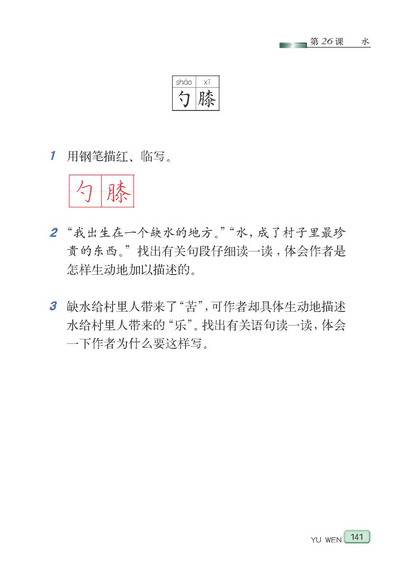 第26课 水
sháo xī
勺膝
1 用钢笔描红、临写。
勺膝
2 “我出生在一个缺水的地方。”“水，成了村子里最珍
贵的东西。”找出有关句段仔细读一读，体会作者是
怎样生动地加以描述的。
3 缺水给村里人带来了“苦”，可作者却具体生动地描述
水给村里人带来的“乐”。找出有关语句读一读，体会
一下作者为什么要这样写。
YU WEN 141